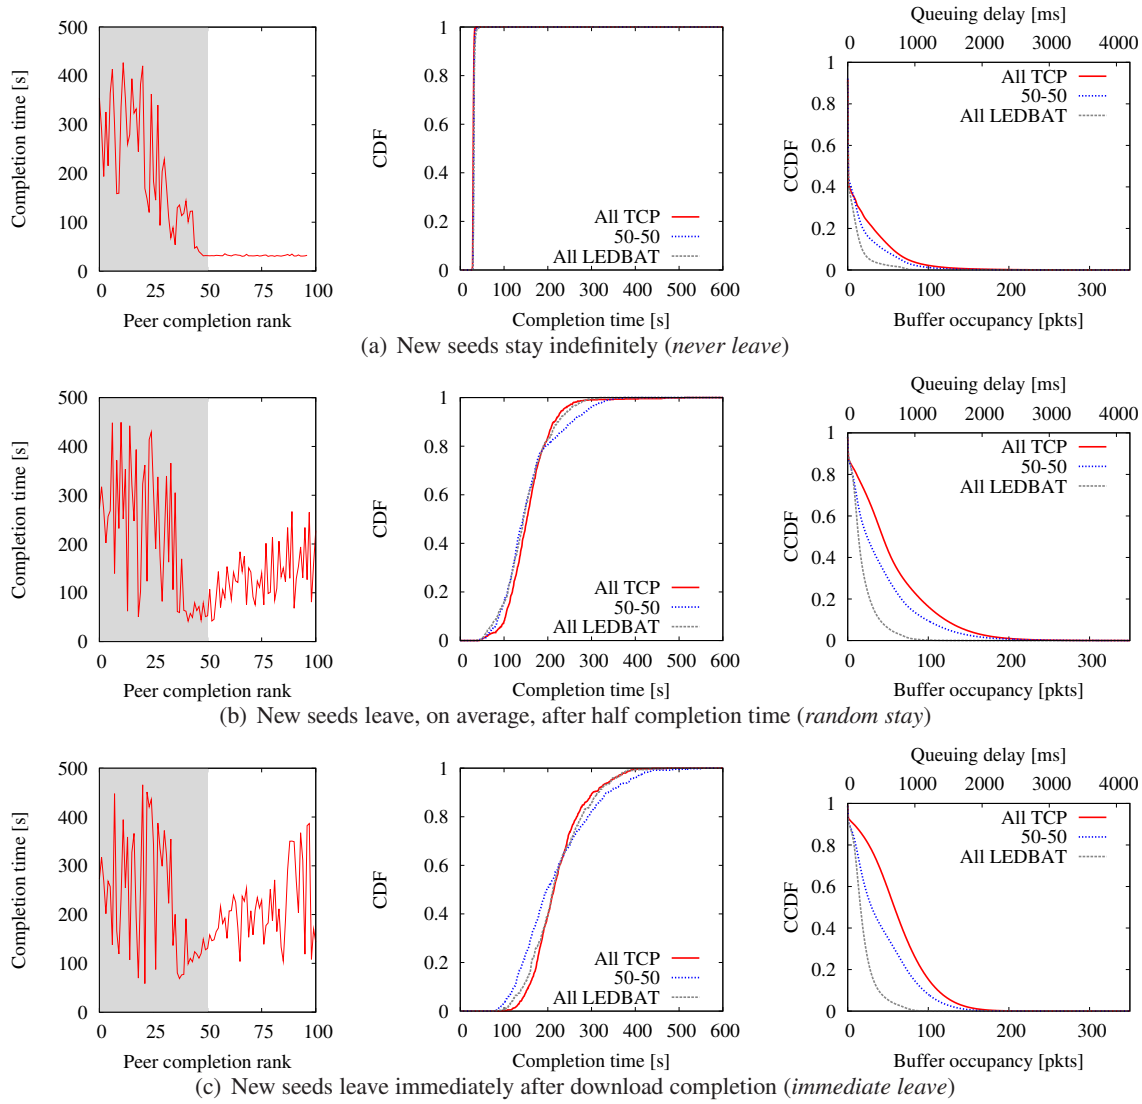 500
400
300
200
100
0
Completion time [s]
0 25 50 75 100
Peer completion rank
1
0.8
0.6
0.4
0.2
0
CDF
All TCP
50-50
All LEDBAT
0 100 200 300 400 500 600
Completion time [s]
Queuing delay [ms]
0 1000 2000 3000 4000
1
0.8
0.6
0.4
0.2
0
CCDF
All TCP
50-50
All LEDBAT
0 100 200 300
Buffer occupancy [pkts]
(a) New seeds stay indefinitely (never leave)
500
400
300
200
100
0
Completion time [s]
0 25 50 75 100
Peer completion rank
1
0.8
0.6
0.4
0.2
0
CDF
All TCP
50-50
All LEDBAT
0 100 200 300 400 500 600
Completion time [s]
Queuing delay [ms]
0 1000 2000 3000 4000
1
0.8
0.6
0.4
0.2
0
CCDF
All TCP
50-50
All LEDBAT
0 100 200 300
Buffer occupancy [pkts]
(b) New seeds leave, on average, after half completion time (random stay)
500
400
300
200
100
0
Completion time [s]
0 25 50 75 100
Peer completion rank
1
0.8
0.6
0.4
0.2
0
CDF
All TCP
50-50
All LEDBAT
0 100 200 300 400 500 600
Completion time [s]
Queuing delay [ms]
0 1000 2000 3000 4000
1
0.8
0.6
0.4
0.2
0
CCDF
All TCP
50-50
All LEDBAT
0 100 200 300
Buffer occupancy [pkts]
(c) New seeds leave immediately after download completion (immediate leave)